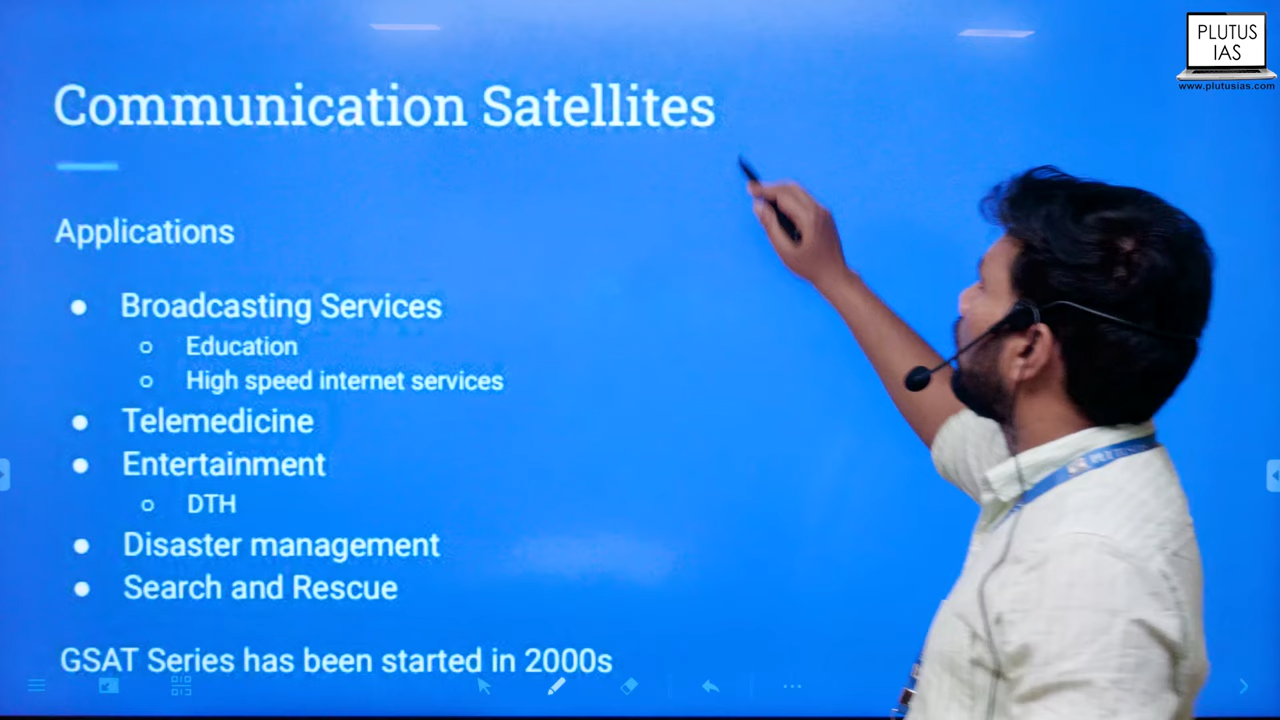 PLUTUS
IAS
www.plutusias.com
Communication Satellites
Applications
● Broadcasting Services
○ Education
○ High speed internet services
● Telemedicine
● Entertainment
○ DTH
● Disaster management
● Search and Rescue
GSAT Series has been started in 2000s